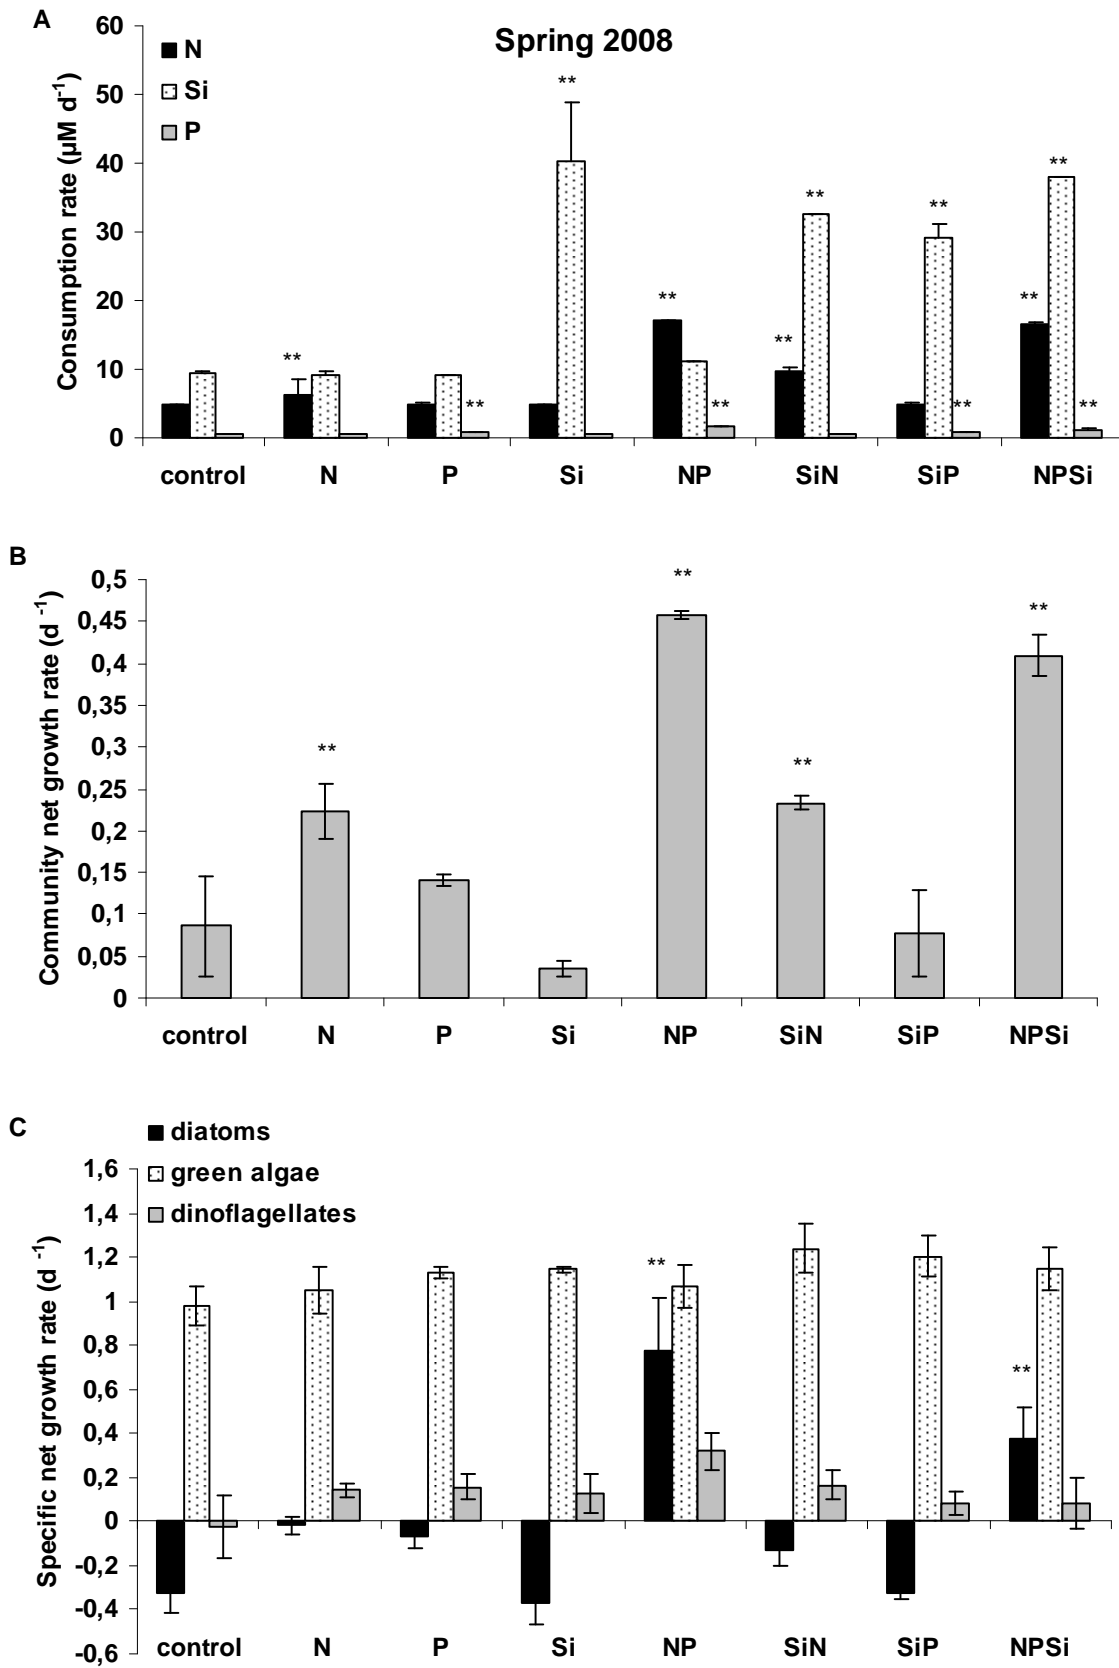 A
Spring 2008
N
Si
P
Consumption rate (µM d-1)
60
50
40
30
20
10
0
** ** ** ** ** ** ** ** ** ** **
control N P Si NP SiN SiP NPSi
B
Community net growth rate (d -1)
0,5
0,45
0,4
0,35
0,3
0,25
0,2
0,15
0,1
0,05
0
** ** ** **
control N P Si NP SiN SiP NPSi
C
diatoms
green algae
dinoflagellates
Specific net growth rate (d -1)
1,6
1,4
1,2
1
0,8
0,6
0,4
0,2
0
-0,2
-0,4
-0,6
** **
control N P Si NP SiN SiP NPSi